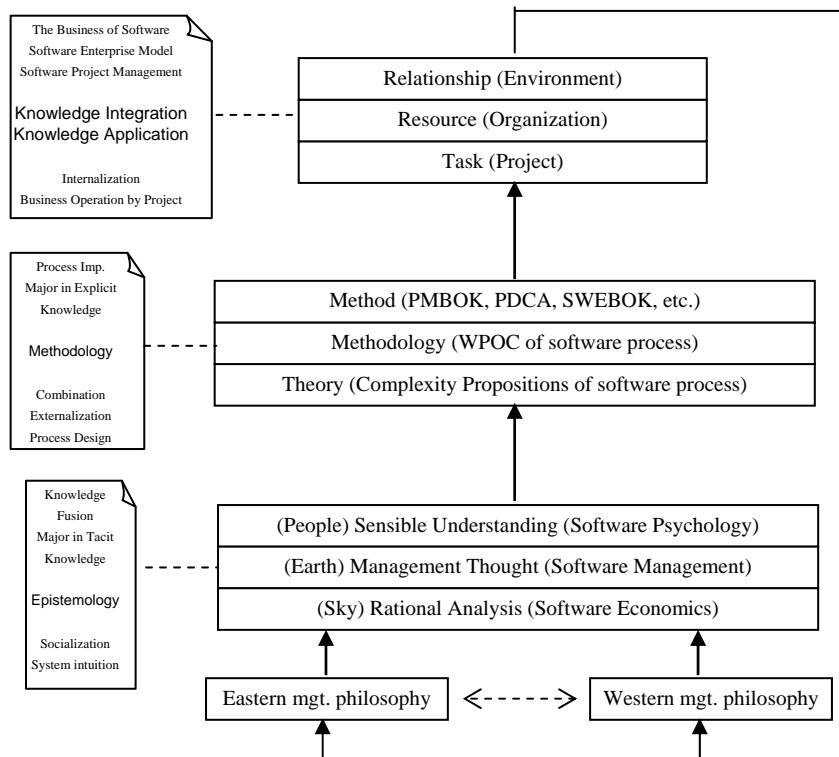 The Business of Software
Software Enterprise Model
Software Project Management
Knowledge Integration
Knowledge Application
Internalization
Business Operation by Project
Relationship (Environment)
Resource (Organization)
Task (Project)
Process Imp.
Major in Explicit
Knowledge
Methodology
Combination
Externalization
Process Design
Method (PMBOK, PDCA, SWEBOK, etc.)
Methodology (WPOC of software process)
Theory (Complexity Propositions of software process)
Knowledge
Fusion
Major in Tacit
Knowledge
Epistemology
Socialization
System intuition
(People) Sensible Understanding (Software Psychology)
(Earth) Management Thought (Software Management)
(Sky) Rational Analysis (Software Economics)
Eastern mgt. philosophy
Western mgt. philosophy